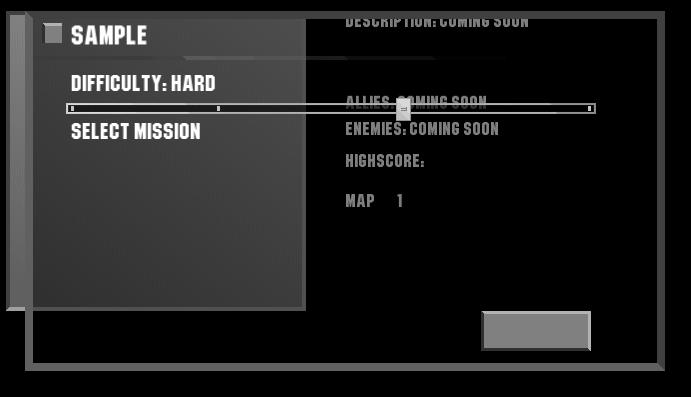 SAMPLE
DIFFICULTY: HARD
SELECT MISSION
DESCRIPTION: COMING SOON
ALLIES: COMING SOON
ENEMIES: COMING SOON
HIGHSCORE:
MAP 1